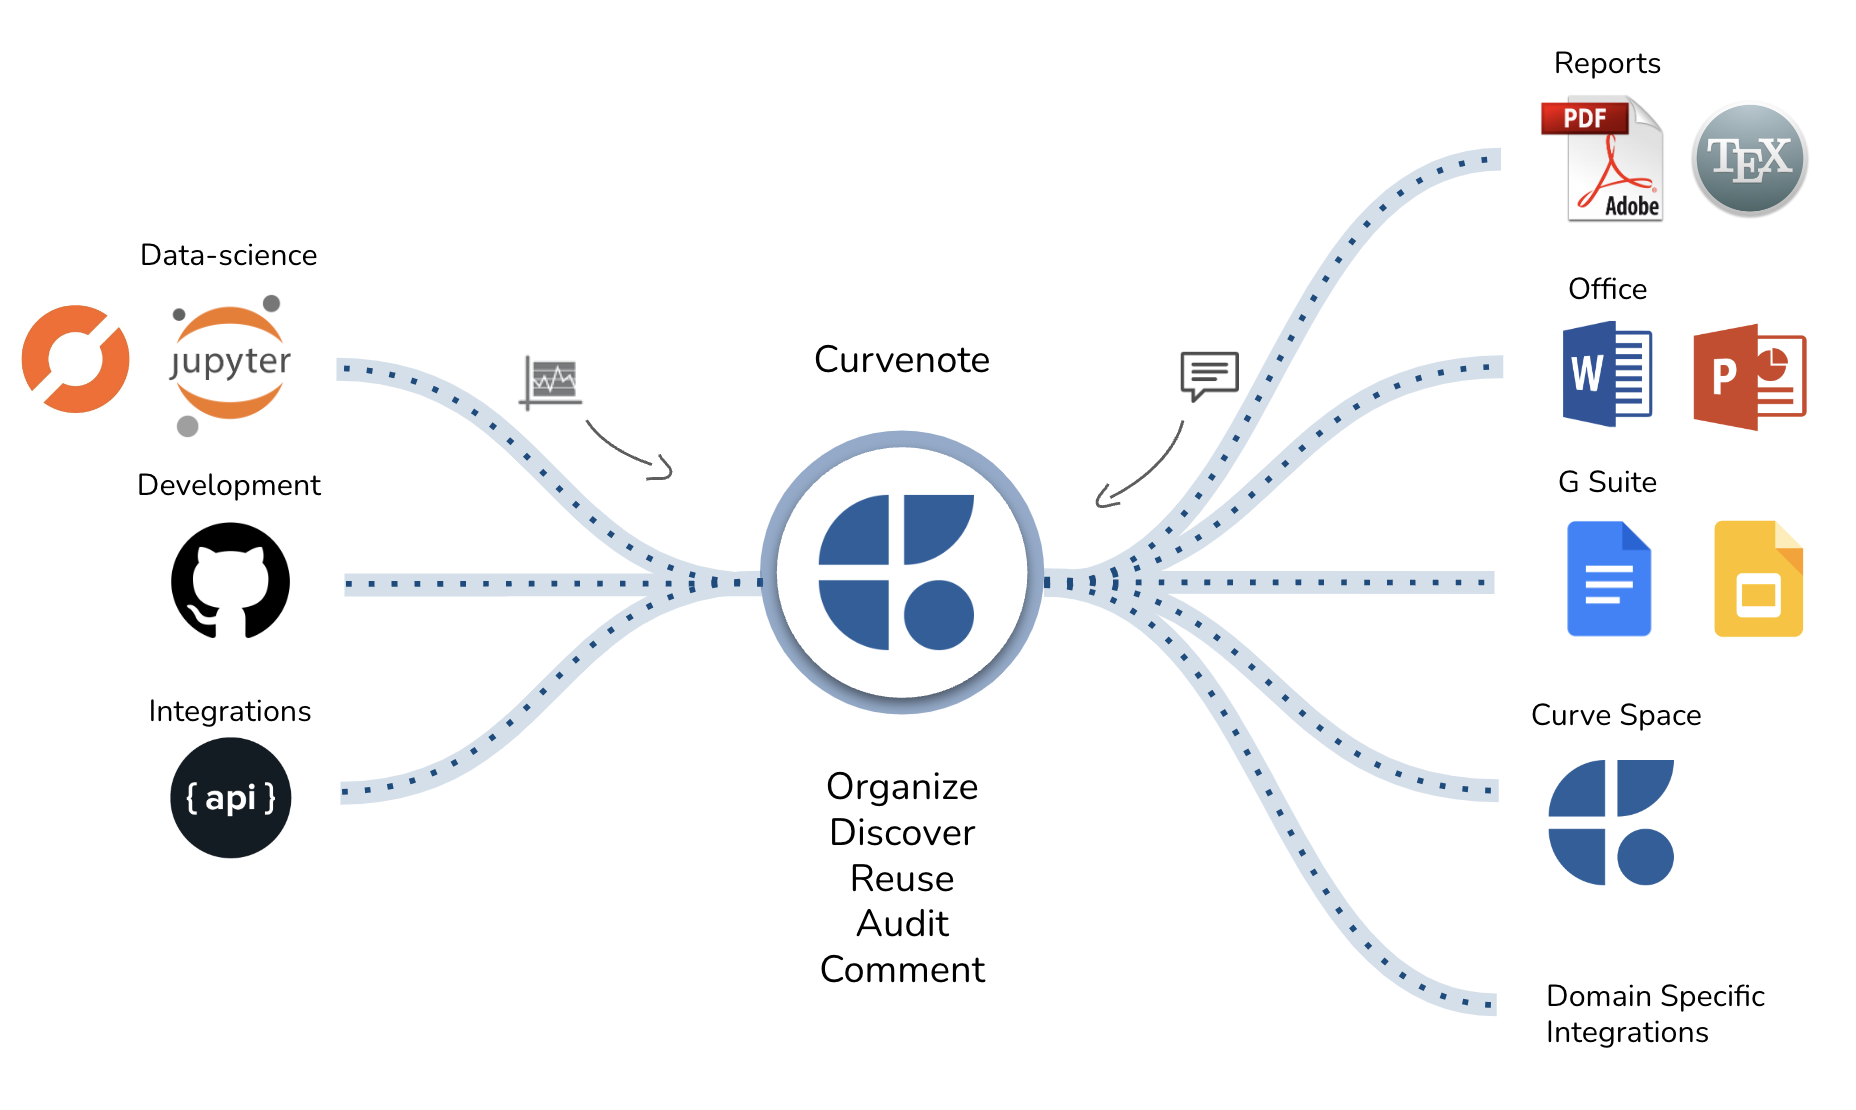 Reports
PDF
Adobe
TEX
Data-science
jupyter
Office
W
P
Curvenote
Development
G Suite
Integrations
{ api }
Curve Space
Organize
Discover
Reuse
Audit
Comment
Domain Specific
Integrations